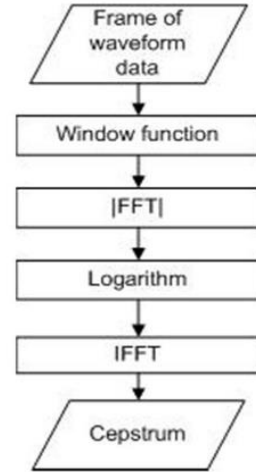 Frame of
waveform
data
Window function
|FFT|
Logarithm
IFFT
Cepstrum